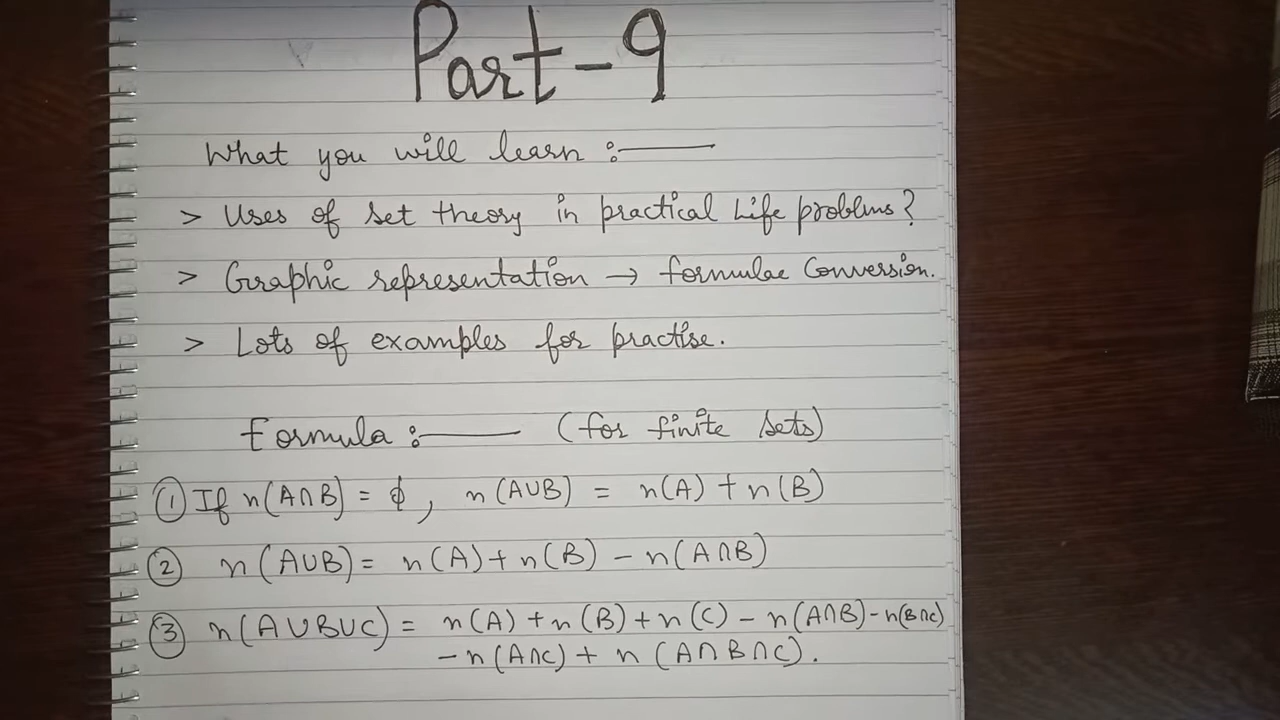 Part-9
What you will learn :—
> Uses of set theory in practical Life problems?
> Graphic representation → formulae Conversion.
> Lots of examples for practise.
Formula :— (for finite sets)
① If n(A∩B) = ϕ, n(A∪B) = n(A) + n(B)
② n(A∪B) = n(A) + n(B) - n(A∩B)
③ n(A∪B∪C) = n(A) + n(B) + n(C) - n(A∩B) - n(B∩C)
- n(A∩C) + n(A∩B∩C).